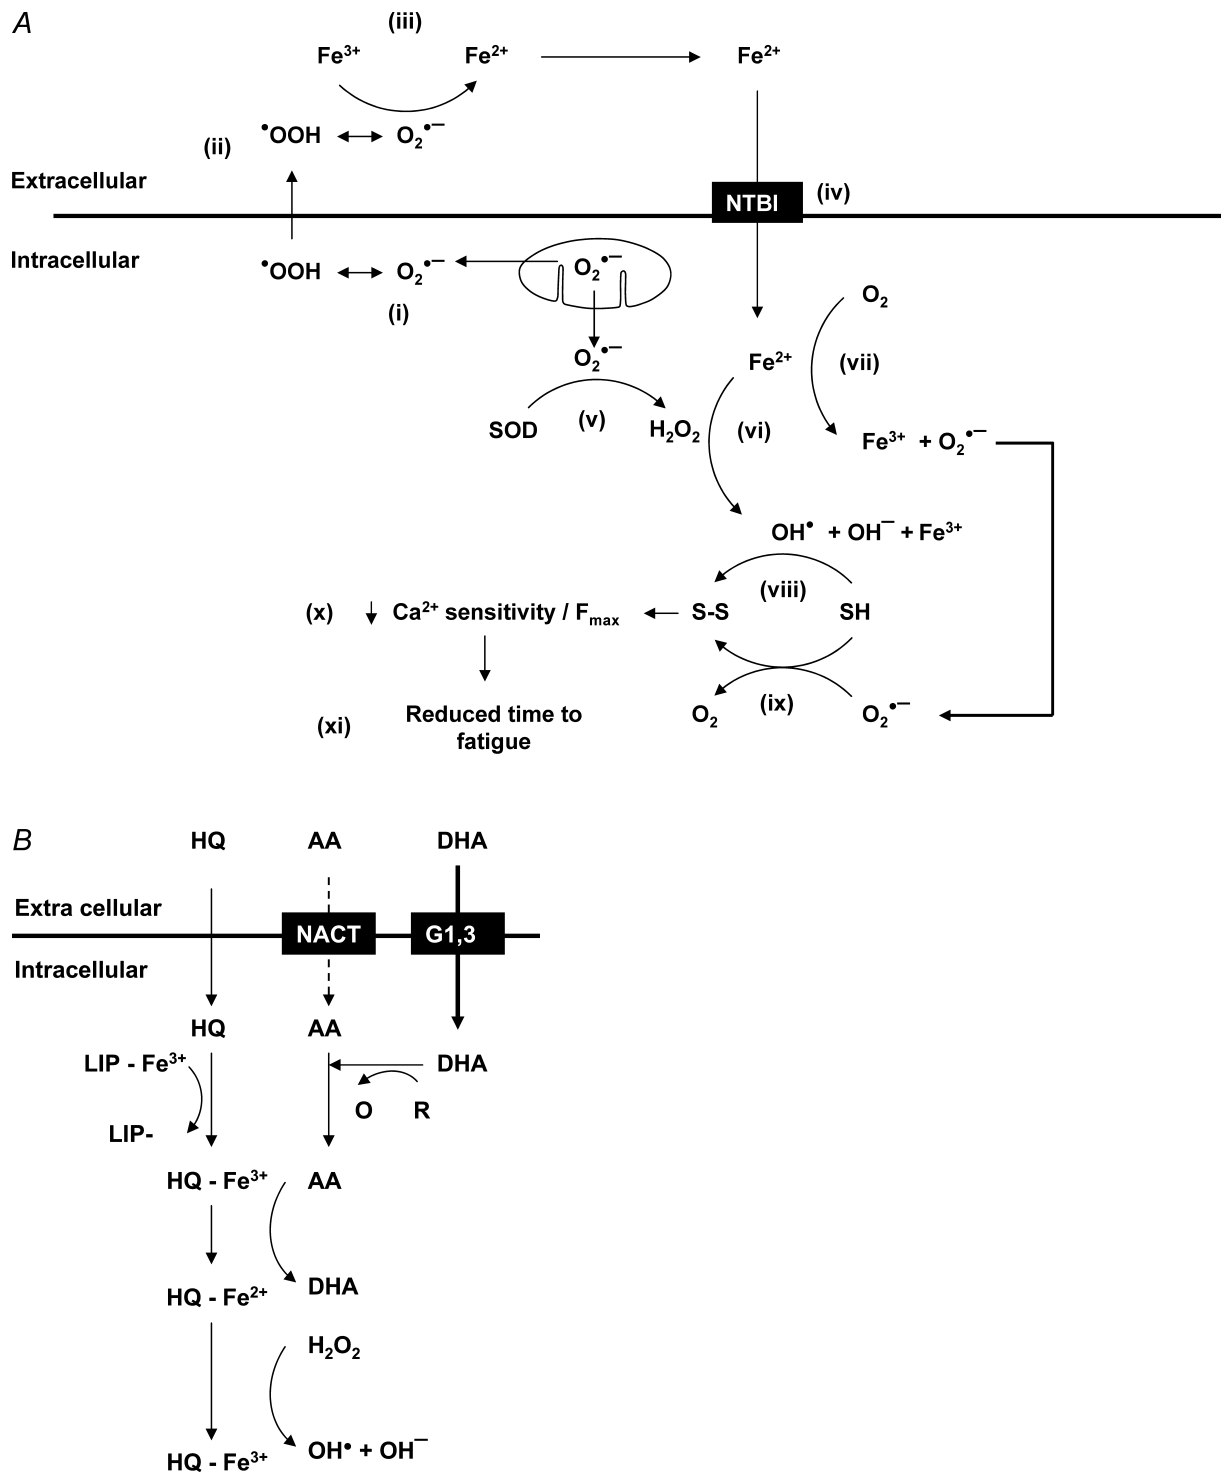 A
(iii)
Fe³⁺ Fe²⁺ Fe²⁺
(ii) •OOH O₂•−
Extracellular
NTBI (iv)
Intracellular •OOH O₂•− O₂•−
(i)
O₂
O₂•−
Fe²⁺ (vii)
SOD (v) H₂O₂ (vi)
Fe³⁺ + O₂•−
OH• + OH− + Fe³⁺
(viii)
(x) Ca²⁺ sensitivity / Fmax S-S SH
(ix)
(xi) Reduced time to O₂ O₂•−
fatigue
B
HQ AA DHA
Extra cellular
NACT G1,3
Intracellular
HQ AA
LIP - Fe³⁺ DHA
O R
LIP-
HQ - Fe³⁺ AA
HQ - Fe²⁺ DHA
H₂O₂
HQ - Fe³⁺ OH• + OH−